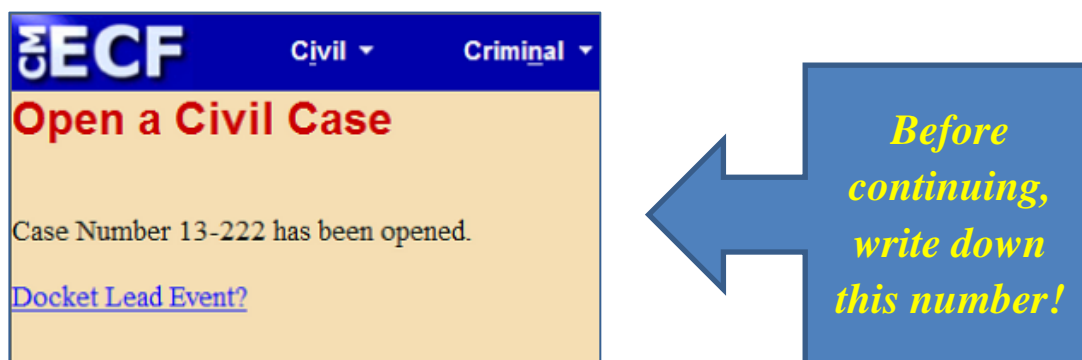 CM ECF Civil Criminal
Open a Civil Case
Case Number 13-222 has been opened.
Docket Lead Event?
Before
continuing,
write down
this number!